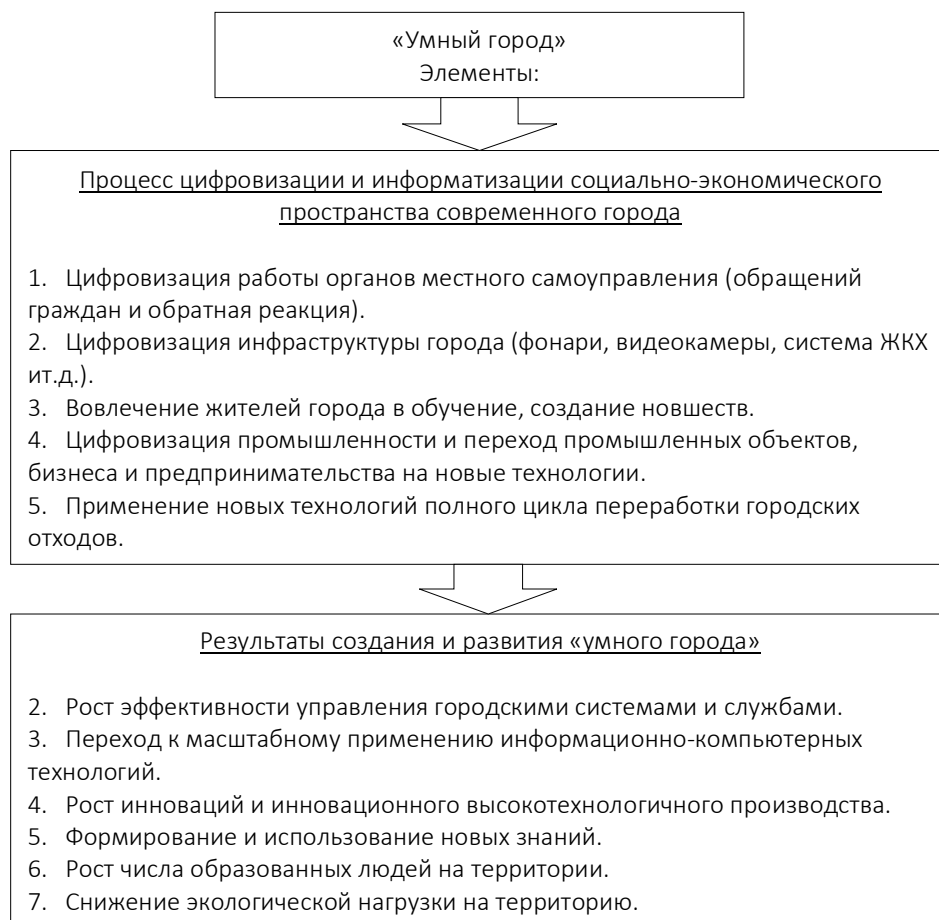 «Умный город»
Элементы:
Процесс цифровизации и информатизации социально-экономического
пространства современного города
1. Цифровизация работы органов местного самоуправления (обращений
граждан и обратная реакция).
2. Цифровизация инфраструктуры города (фонари, видеокамеры, система ЖКХ
ит.д.).
3. Вовлечение жителей города в обучение, создание новшеств.
4. Цифровизация промышленности и переход промышленных объектов,
бизнеса и предпринимательства на новые технологии.
5. Применение новых технологий полного цикла переработки городских
отходов.
Результаты создания и развития «умного города»
2. Рост эффективности управления городскими системами и службами.
3. Переход к масштабному применению информационно-компьютерных
технологий.
4. Рост инноваций и инновационного высокотехнологичного производства.
5. Формирование и использование новых знаний.
6. Рост числа образованных людей на территории.
7. Снижение экологической нагрузки на территорию.